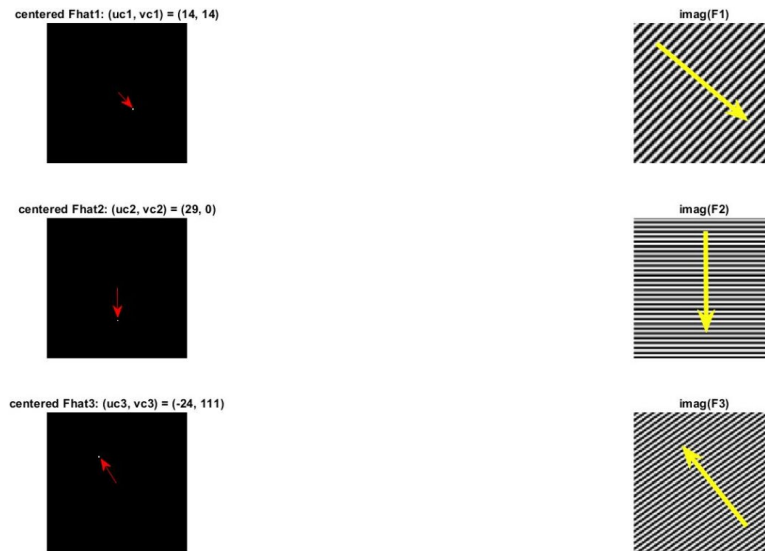 centered Fhat1: (uc1, vc1) = (14, 14)
imag(F1)
centered Fhat2: (uc2, vc2) = (29, 0)
imag(F2)
centered Fhat3: (uc3, vc3) = (-24, 111)
imag(F3)